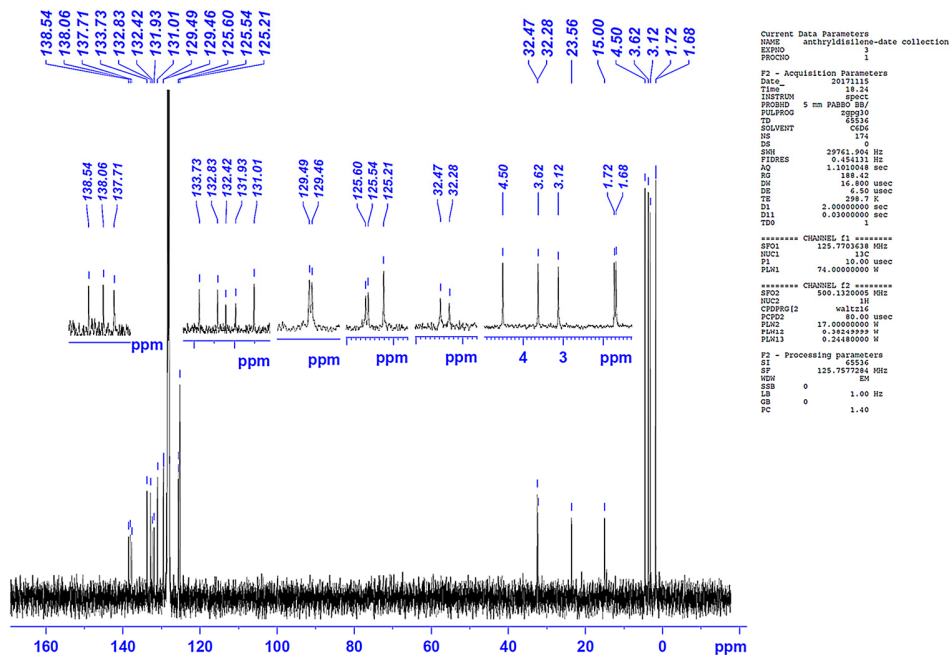 138.54
138.06
137.71
133.73
132.83
132.42
131.93
131.01
129.49
129.46
125.60
125.54
125.21
32.47
32.28
23.56
15.00
4.50
3.62
3.12
1.72
1.68
138.54
138.06
137.71
133.73
132.83
132.42
131.93
131.01
129.49
129.46
125.60
125.54
125.21
32.47
32.28
4.50
3.62
3.12
1.72
1.68
ppm
ppm
ppm
ppm
ppm
4 3 ppm
160 140 120 100 80 60 40 20 0 ppm
Current Data Parameters
NAME anthryldisilene-date collection
EXPNO 3
PROCNO 1
F2 - Acquisition Parameters
Date_ 20171115
Time 18.24
INSTRUM spect
PROBHD 5 mm PABBO BB/
PULPROG zgpg30
TD 65536
SOLVENT C6D6
NS 174
DS 0
SWH 29761.904 Hz
FIDRES 0.454131 Hz
AQ 1.1010048 sec
RG 188.42
DW 16.800 usec
DE 6.50 usec
TE 298.7 K
D1 2.00000000 sec
D11 0.03000000 sec
TD0 1
======== CHANNEL f1 ========
SFO1 125.7703638 MHz
NUC1 13C
P1 10.00 usec
PLW1 74.00000000 W
======== CHANNEL f2 ========
SFO2 500.1320005 MHz
NUC2 1H
CPDPRG[2 waltz16
PCPD2 80.00 usec
PLW2 17.00000000 W
PLW12 0.38249999 W
PLW13 0.24480000 W
F2 - Processing parameters
SI 65536
SF 125.7577284 MHz
WDW EM
SSB 0
LB 1.00 Hz
GB 0
PC 1.40